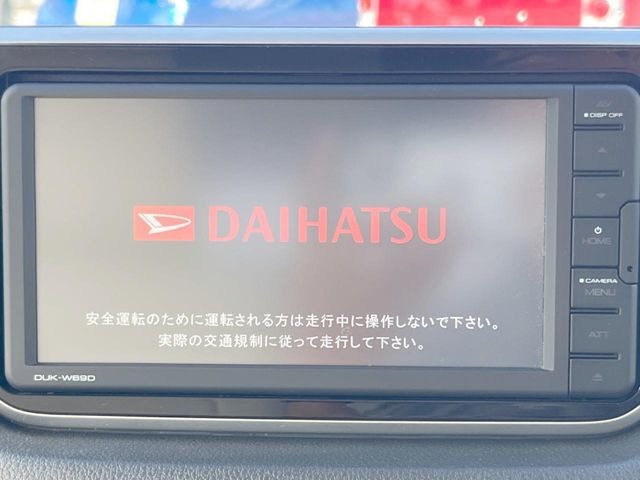 AV
DISP OFF
DAIHATSU
HOME
CAMERA
MENU
安全運転のために運転される方は走行中に操作しないで下さい。
実際の交通規制に従って走行して下さい。
ATT
DUK-W69D